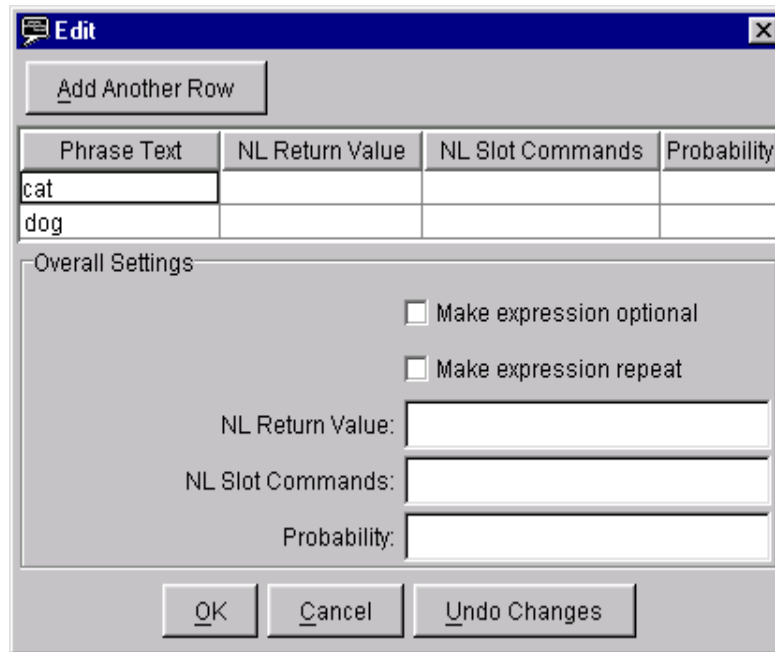 Edit
Add Another Row
Phrase Text NL Return Value NL Slot Commands Probability
cat
dog
Overall Settings
Make expression optional
Make expression repeat
NL Return Value:
NL Slot Commands:
Probability:
OK Cancel Undo Changes